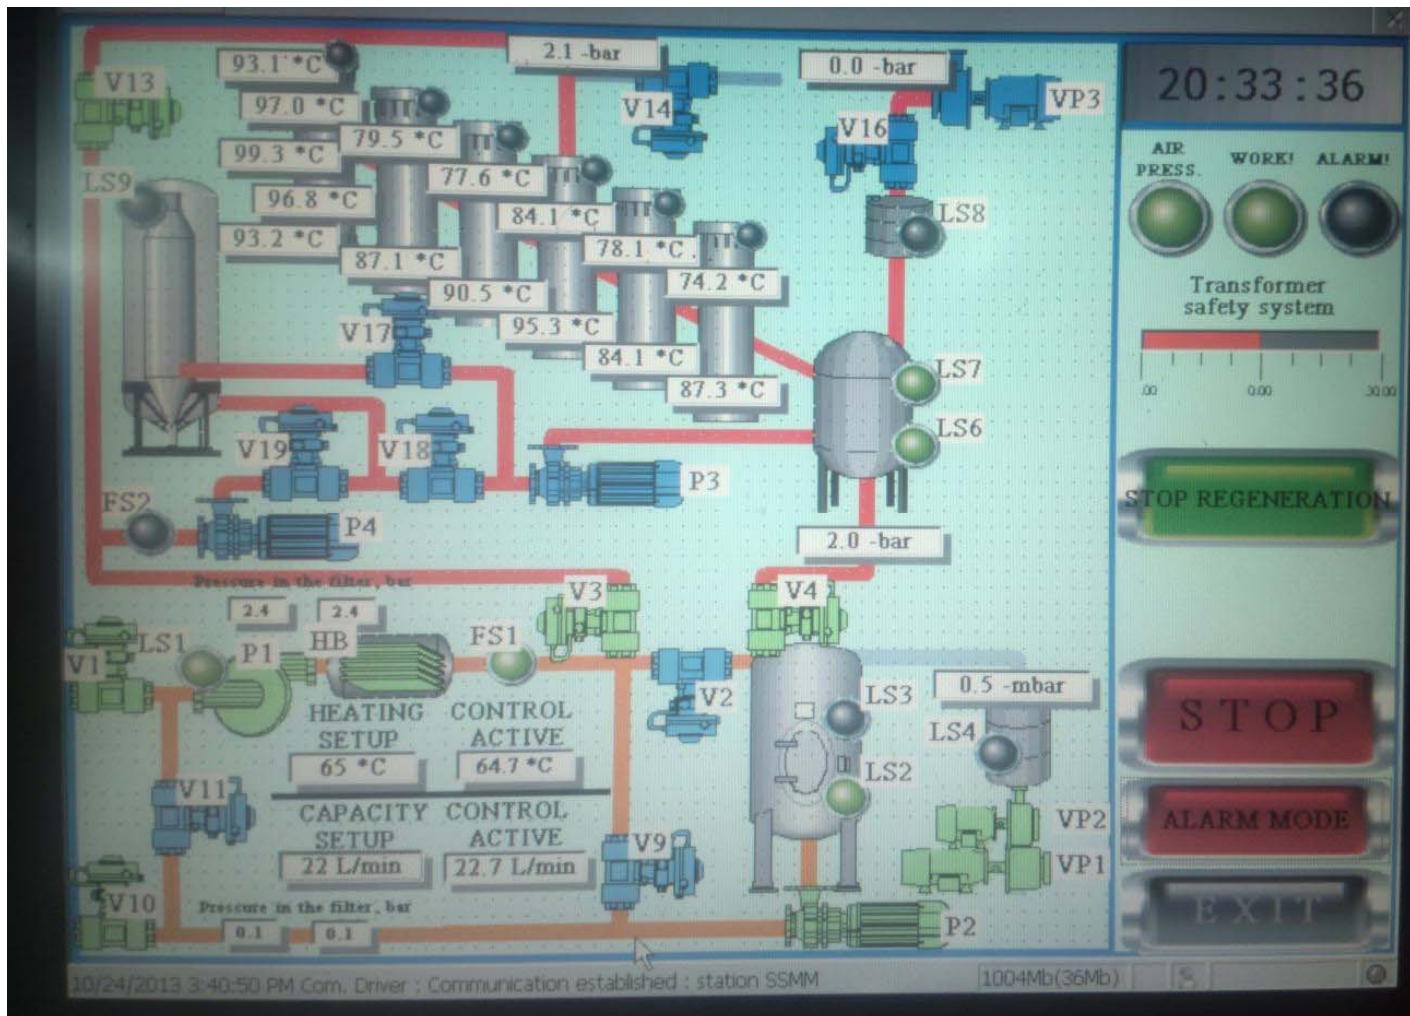 V13
93.1 *C
2.1 -bar
0.0 -bar
20:33:36
97.0 *C
V14
V16
VP3
79.5 *C
99.3 *C
77.6 *C
AIR
PRESS.
WORK!
ALARM!
LS9
96.8 *C
84.1 *C
LS8
93.2 *C
78.1 *C
87.1 *C
74.2 *C
90.5 *C
Transformer
safety system
V17
95.3 *C
84.1 *C
LS7
87.3 *C
.00
0.00
30.00
V19
V18
LS6
P3
STOP REGENERATION
FS2
P4
2.0 -bar
Pressure in the filter, bar
2.4
2.4
V3
V4
LS1
P1
HB
FS1
V1
V2
0.5 -mbar
LS3
LS4
STOP
HEATING
SETUP
CONTROL
ACTIVE
65 *C
64.7 *C
LS2
V11
CAPACITY
SETUP
CONTROL
ACTIVE
VP2
ALARM MODE
22 L/min
22.7 L/min
V9
VP1
V10
Pressure in the filter, bar
0.1
0.1
P2
EXIT
10/24/2013 3:40:50 PM Com. Driver : Communication established : station SSMM
1004Mb(36Mb)